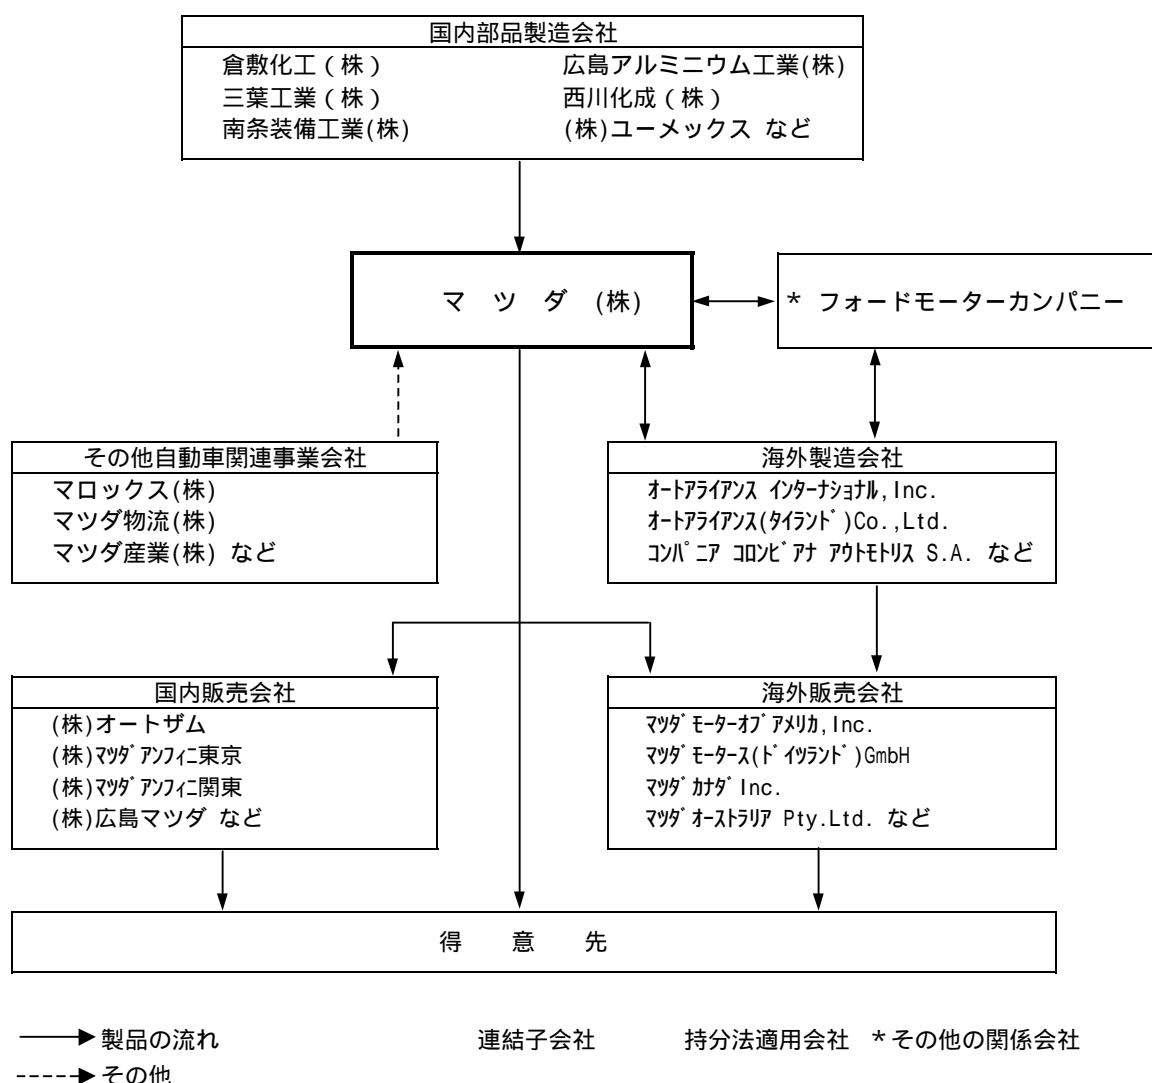 国内部品製造会社
倉敷化工(株) 広島アルミニウム工業(株)
三葉工業(株) 西川化成(株)
南条装備工業(株) (株)ユーメックス など
マ ツ ダ (株)
* フォードモーターカンパニー
その他自動車関連事業会社
マロックス(株)
マツダ物流(株)
マツダ産業(株) など
海外製造会社
オートアライアンス インターナショナル,Inc.
オートアライアンス(タイランド)Co.,Ltd.
コンパニア コロンビアナ アウトモトリス S.A. など
国内販売会社
(株)オートザム
(株)マツダアンフィニ東京
(株)マツダアンフィニ関東
(株)広島マツダ など
海外販売会社
マツダモーターオブアメリカ,Inc.
マツダモータース(ドイツランド)GmbH
マツダカナダInc.
マツダオーストラリア Pty.Ltd. など
得 意 先
製品の流れ 連結子会社 持分法適用会社 *その他の関係会社
その他